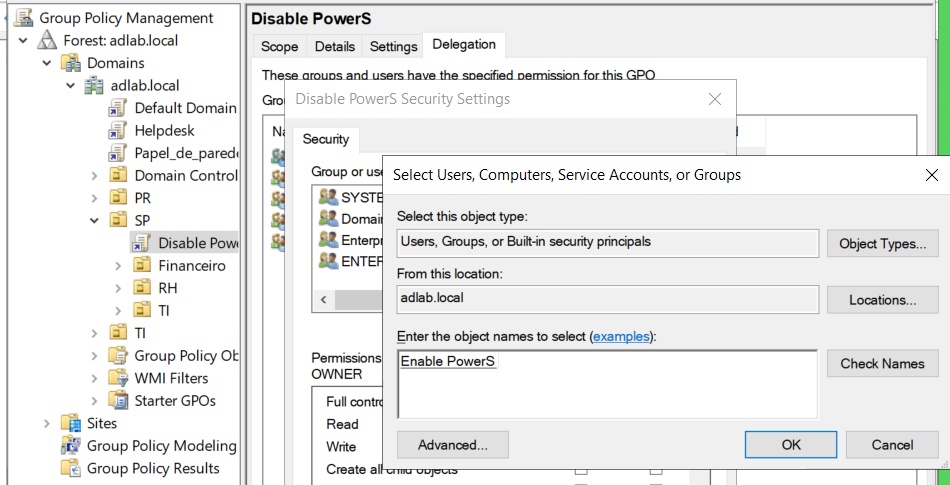 Group Policy Management
Forest: adlab.local
Domains
adlab.local
Default Domain
Helpdesk
Papel_de_parede
Domain Control
PR
SP
Disable Powe
Financeiro
RH
TI
TI
Group Policy Ob
WMI Filters
Starter GPOs
Sites
Group Policy Modeling
Group Policy Results
Disable PowerS
Scope Details Settings Delegation
These groups and users have the specified permission for this GPO
Disable PowerS Security Settings
Security
Group or use
SYSTE
Domai
Enterp
ENTER
Permissions
OWNER
Full contro
Read
Write
Create all child objects
Select Users, Computers, Service Accounts, or Groups
Select this object type:
Users, Groups, or Built-in security principals
Object Types...
From this location:
adlab.local
Locations...
Enter the object names to select (examples):
Enable PowerS
Check Names
Advanced...
OK
Cancel